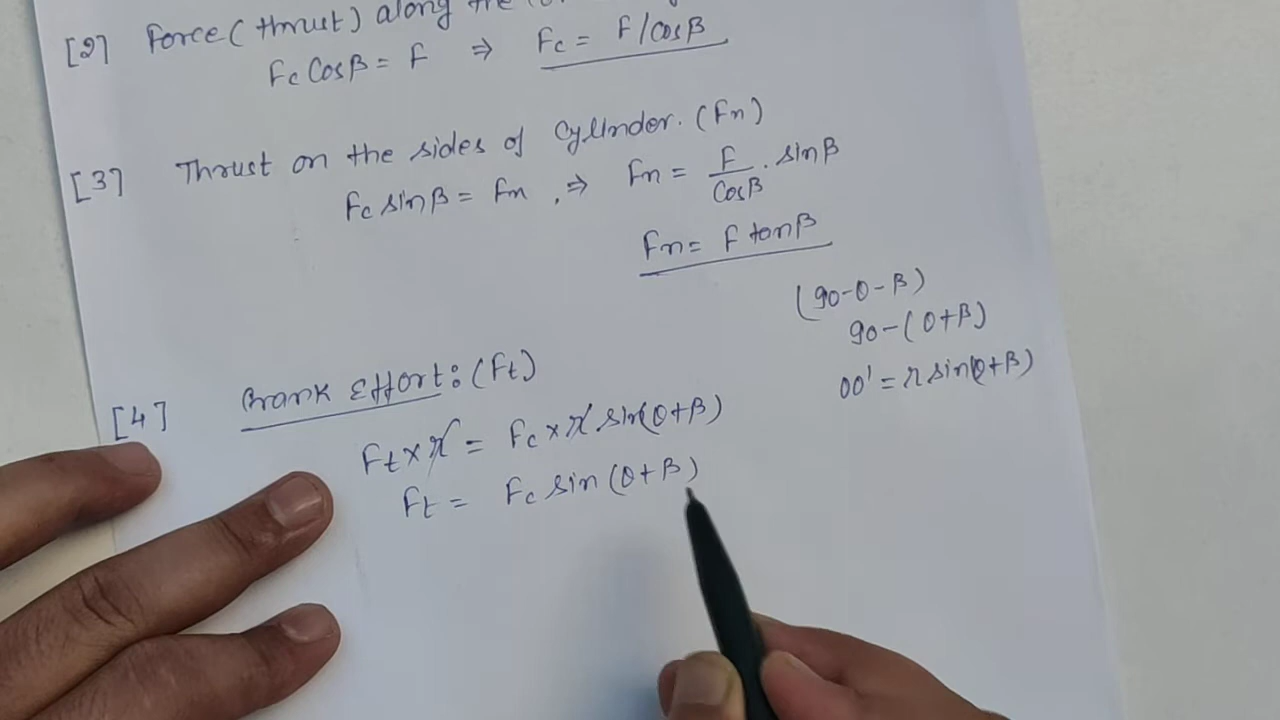 [2] Force (thrust) along the
Fc Cosβ = F ⇒ Fc = F/Cosβ
[3] Thrust on the sides of Cylinder. (Fn)
Fc sinβ = Fn , ⇒ Fn = F/Cosβ . sinβ
Fn = F tanβ
(90-θ-β)
90-(θ+β)
OO' = r sin(θ+β)
[4] Crank Effort: (Ft)
Ft × r = Fc × r sin(θ+β)
Ft = Fc sin (θ+β)